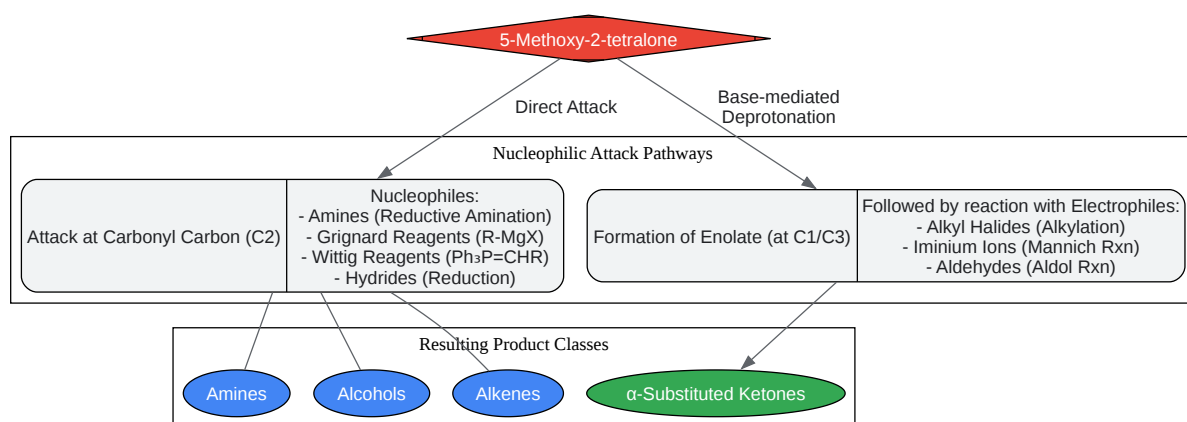 5-Methoxy-2-tetralone
Direct Attack
Base-mediated
Deprotonation
Nucleophilic Attack Pathways
Attack at Carbonyl Carbon (C2)
Nucleophiles:
- Amines (Reductive Amination)
- Grignard Reagents (R-MgX)
- Wittig Reagents (Ph₃P=CHR)
- Hydrides (Reduction)
Formation of Enolate (at C1/C3)
Followed by reaction with Electrophiles:
- Alkyl Halides (Alkylation)
- Iminium Ions (Mannich Rxn)
- Aldehydes (Aldol Rxn)
Resulting Product Classes
Amines
Alcohols
Alkenes
α-Substituted Ketones